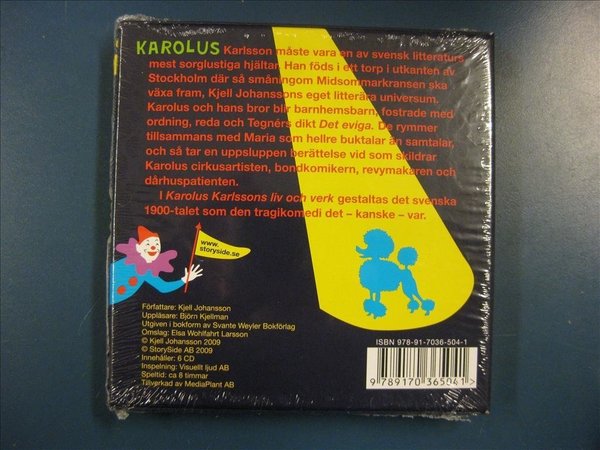 KAROLUS Karlsson måste vara en av svensk litteraturs
mest sorglustiga hjältar. Han föds i ett torp i utkanten av
Stockholm där så småningom Midsommarkransen ska
växa fram, Kjell Johanssons eget litterära universum.
Karolus och hans bror blir barnhemsbarn, fostrade med
ordning, reda och Tegnérs dikt Det eviga. De rymmer
tillsammans med Maria som hellre buktalar än samtalar,
och så tar en uppsluppen berättelse vid som skildrar
Karolus cirkusartisten, bondkomikern, revymakaren och
dårhuspatienten.
I Karolus Karlssons liv och verk gestaltas det svenska
1900-talet som den tragikomedi det – kanske – var.
www.
storyside.se
Författare: Kjell Johansson
Uppläsare: Björn Kjellman
Utgiven i bokform av Svante Weyler Bokförlag
Omslag: Elsa Wohlfahrt Larsson
© Kjell Johansson 2009
© StorySide AB 2009
Innehåller: 6 CD
Inspelning: Visuellt ljud AB
Speltid: ca 8 timmar
Tillverkad av MediaPlant AB
ISBN 978-91-7036-504-1
9 789170 365041 >